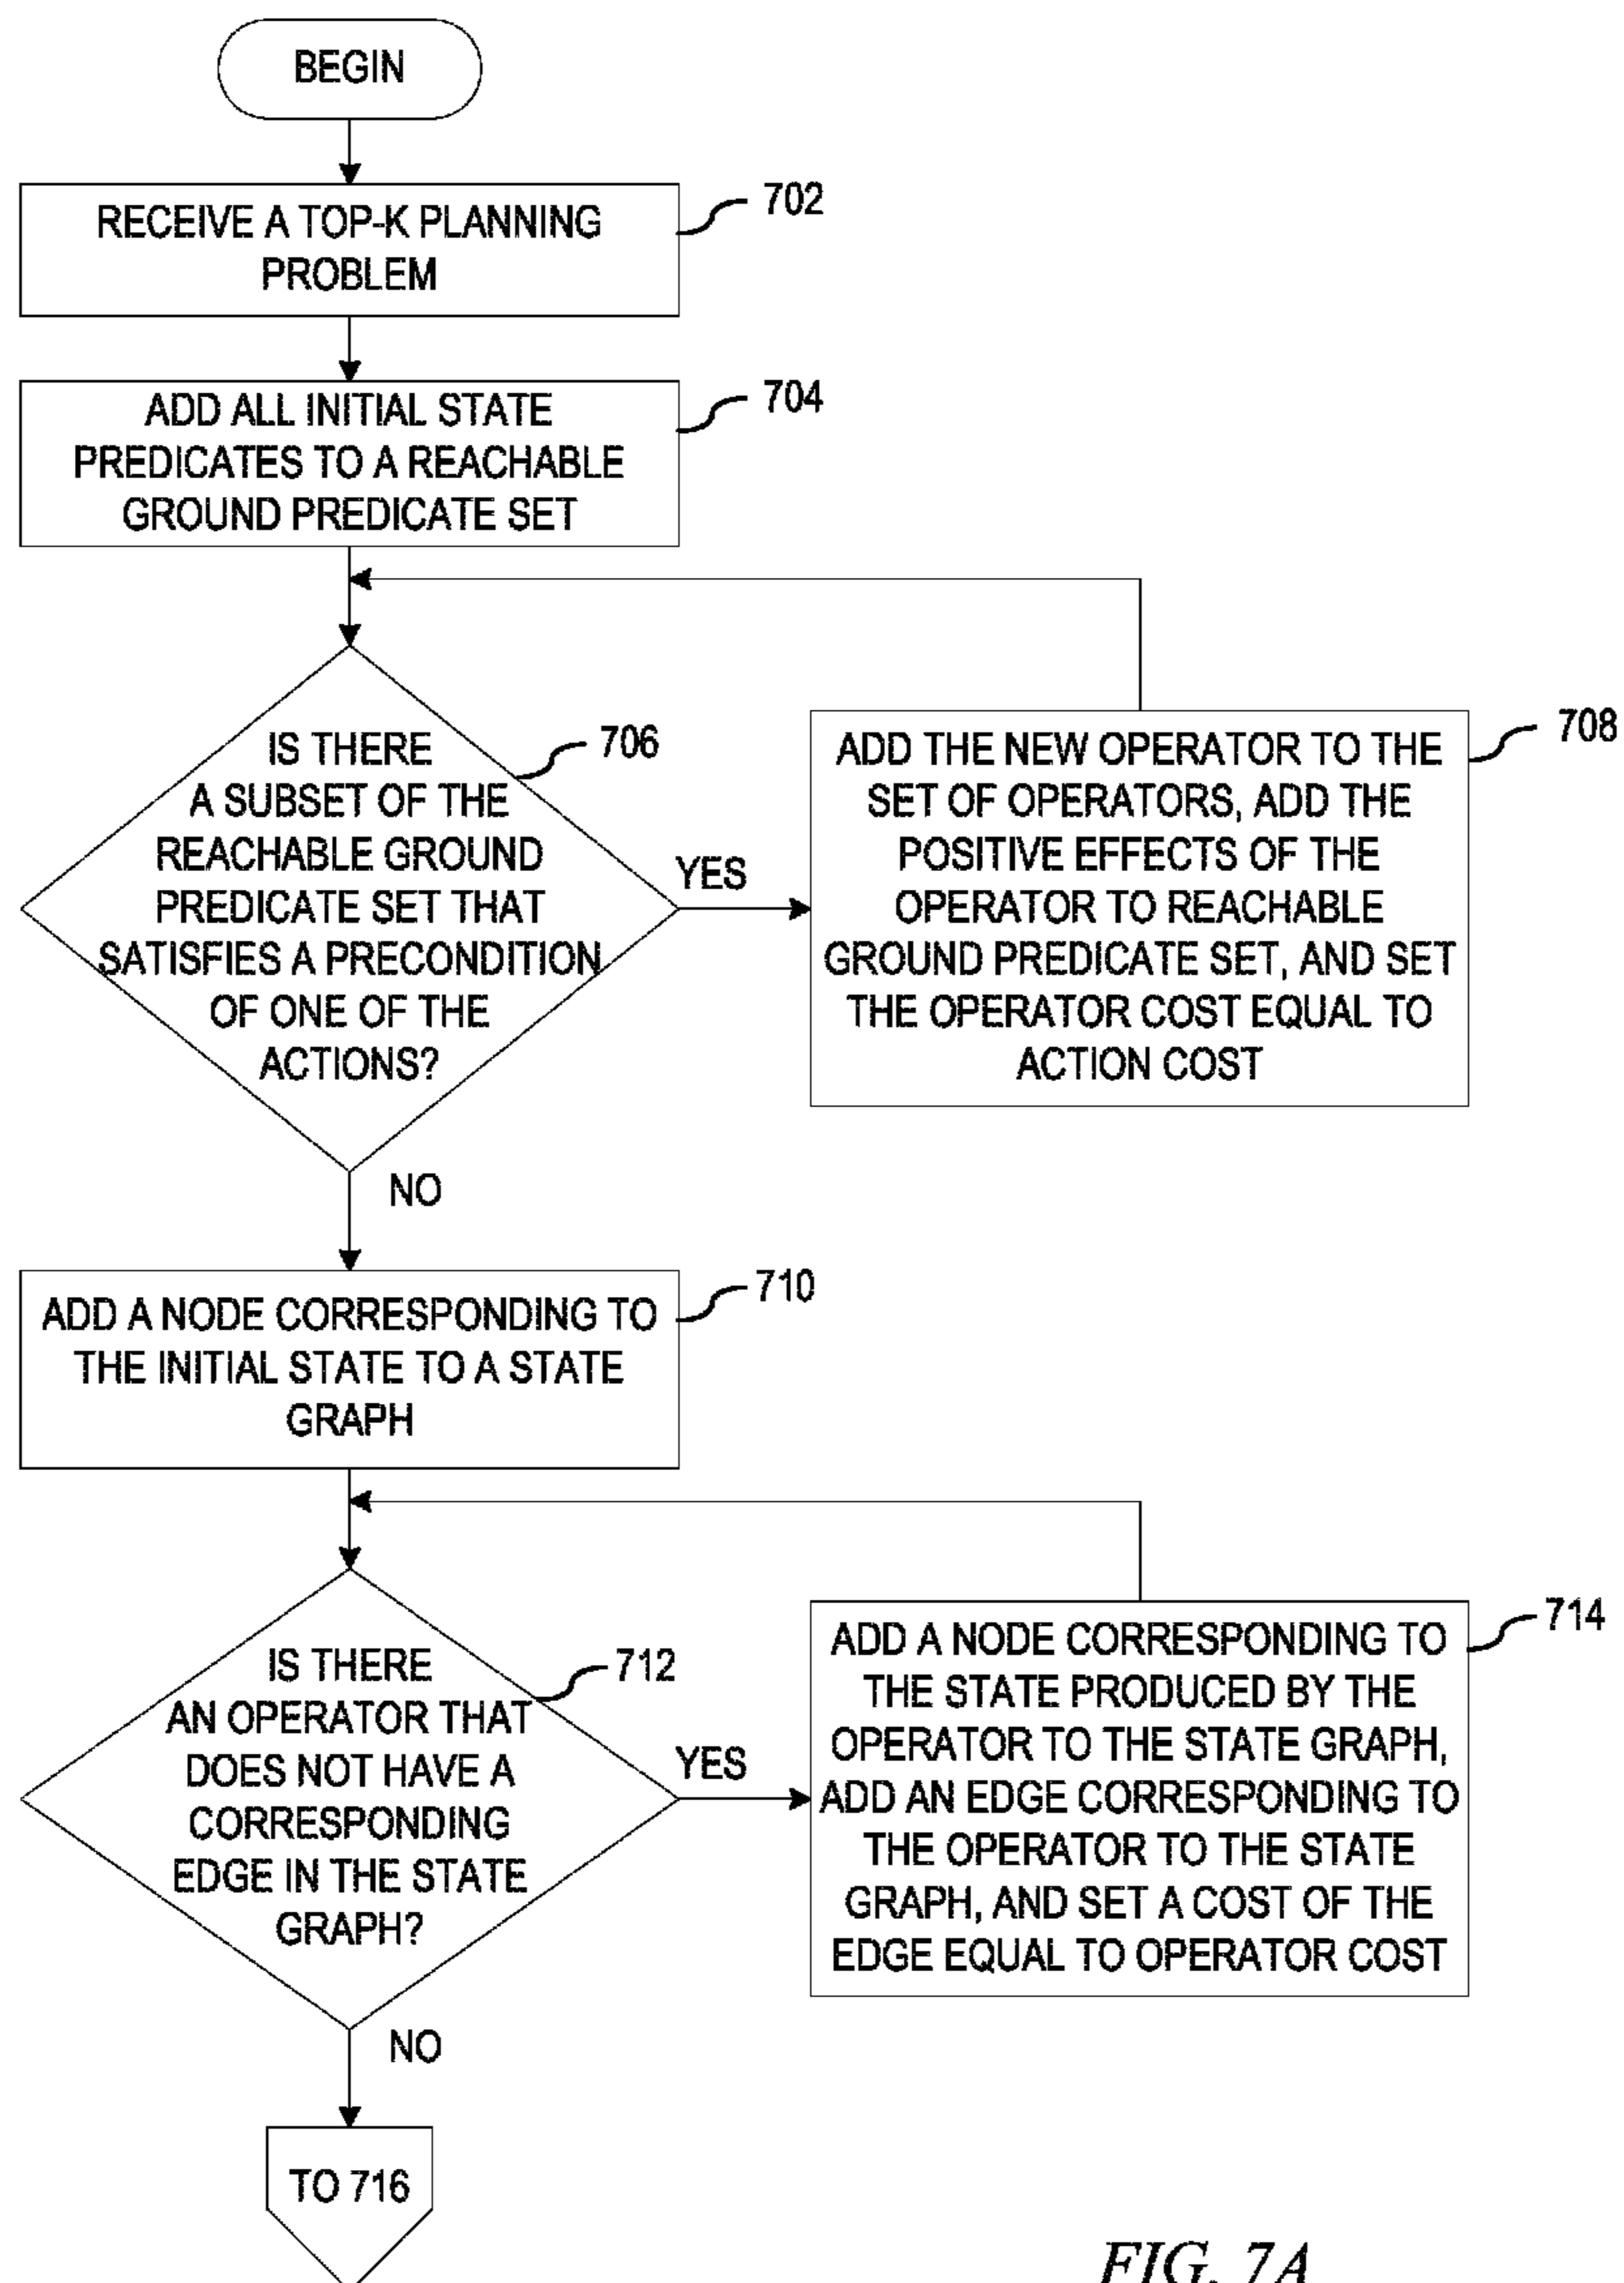 BEGIN
RECEIVE A TOP-K PLANNING
PROBLEM
702
ADD ALL INITIAL STATE
PREDICATES TO A REACHABLE
GROUND PREDICATE SET
704
IS THERE
A SUBSET OF THE
REACHABLE GROUND
PREDICATE SET THAT
SATISFIES A PRECONDITION
OF ONE OF THE
ACTIONS?
706
YES
ADD THE NEW OPERATOR TO THE
SET OF OPERATORS, ADD THE
POSITIVE EFFECTS OF THE
OPERATOR TO REACHABLE
GROUND PREDICATE SET, AND SET
THE OPERATOR COST EQUAL TO
ACTION COST
708
NO
ADD A NODE CORRESPONDING TO
THE INITIAL STATE TO A STATE
GRAPH
710
IS THERE
AN OPERATOR THAT
DOES NOT HAVE A
CORRESPONDING
EDGE IN THE STATE
GRAPH?
712
YES
ADD A NODE CORRESPONDING TO
THE STATE PRODUCED BY THE
OPERATOR TO THE STATE GRAPH,
ADD AN EDGE CORRESPONDING TO
THE OPERATOR TO THE STATE
GRAPH, AND SET A COST OF THE
EDGE EQUAL TO OPERATOR COST
714
NO
TO 716
FIG. 7A